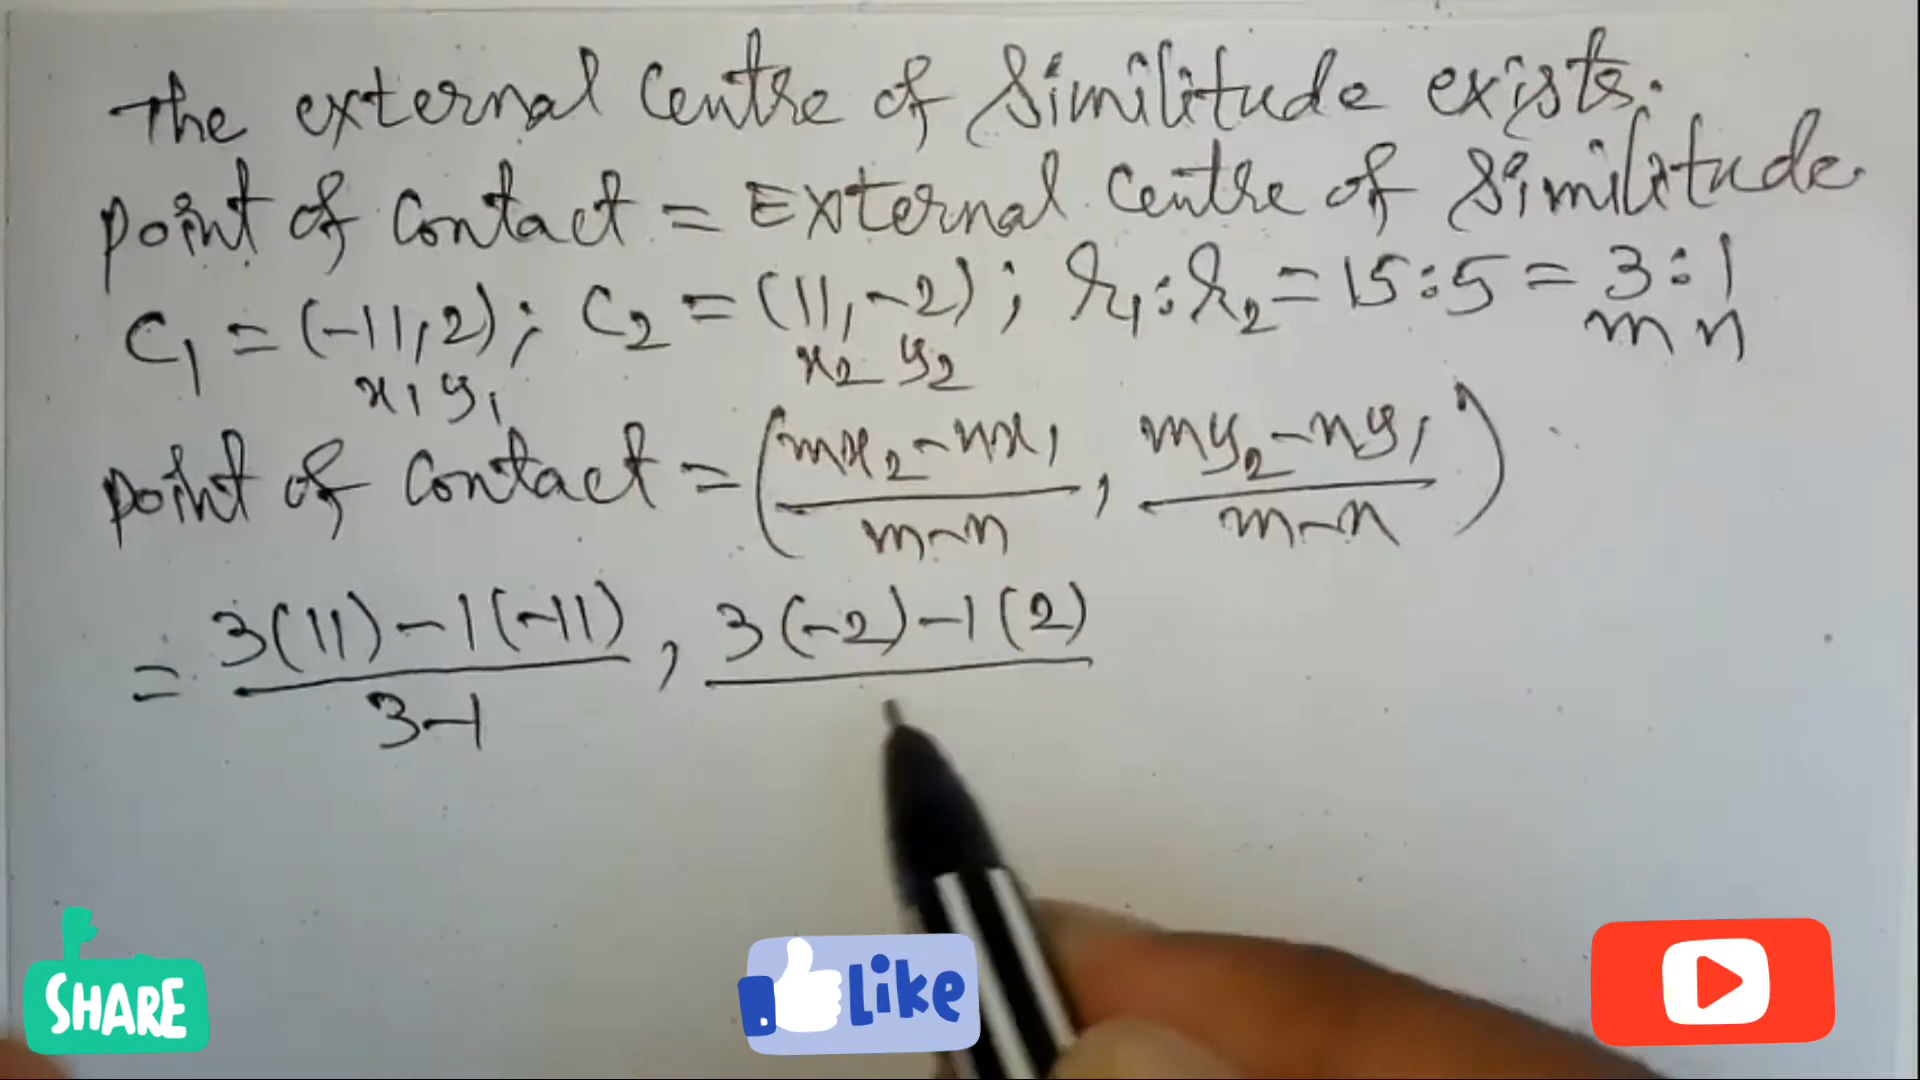 The external Centre of Similitude exists.
point of Contact = External Centre of Similitude
C₁ = (-11,2); C₂ = (11,-2); r₁:r₂ = 15:5 = 3:1
x₁ y₁ x₂ y₂ m n
point of Contact = (mx₂-nx₁/m-n, my₂-ny₁/m-n)
= 3(11)-1(-11)/3-1, 3(-2)-1(2)
SHARE
Like